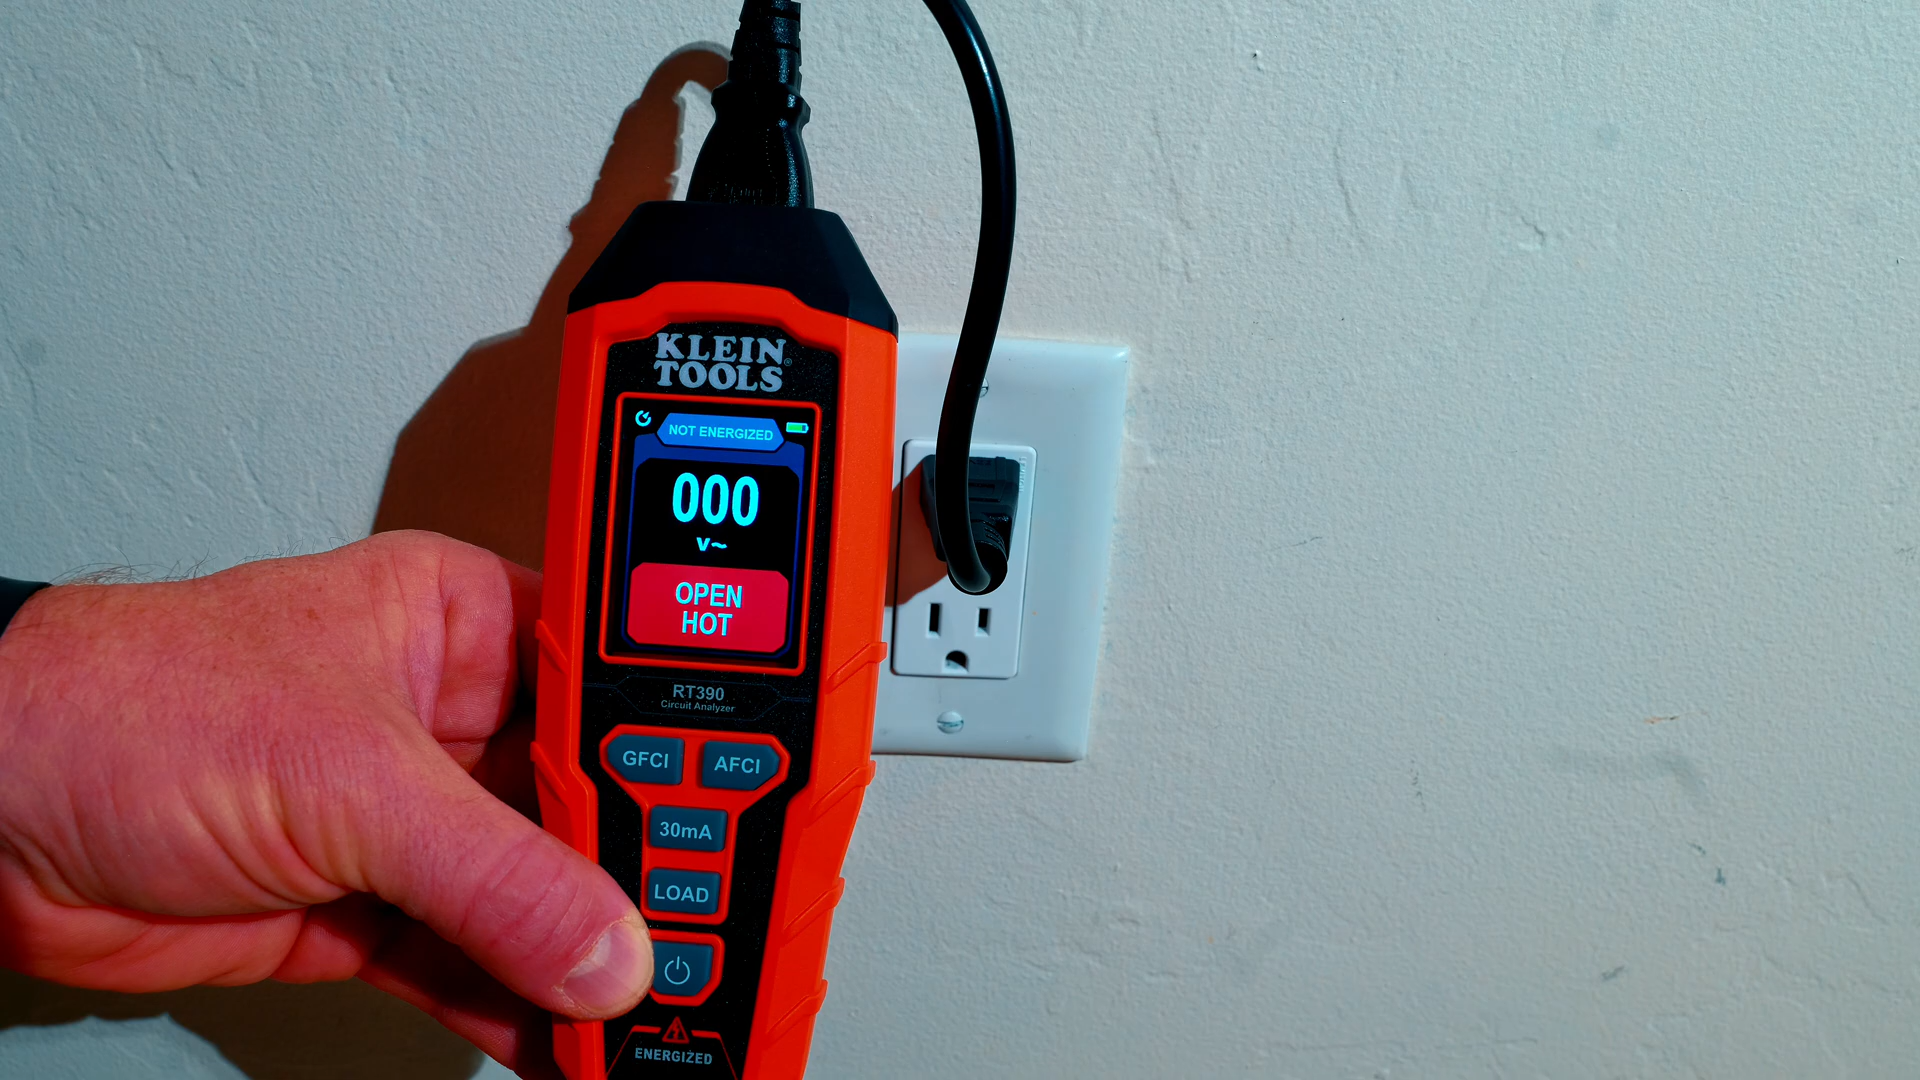 KLEIN
TOOLS®
NOT ENERGIZED
000
V~
OPEN
HOT
RT390
Circuit Analyzer
GFCI
AFCI
30mA
LOAD
ENERGIZED